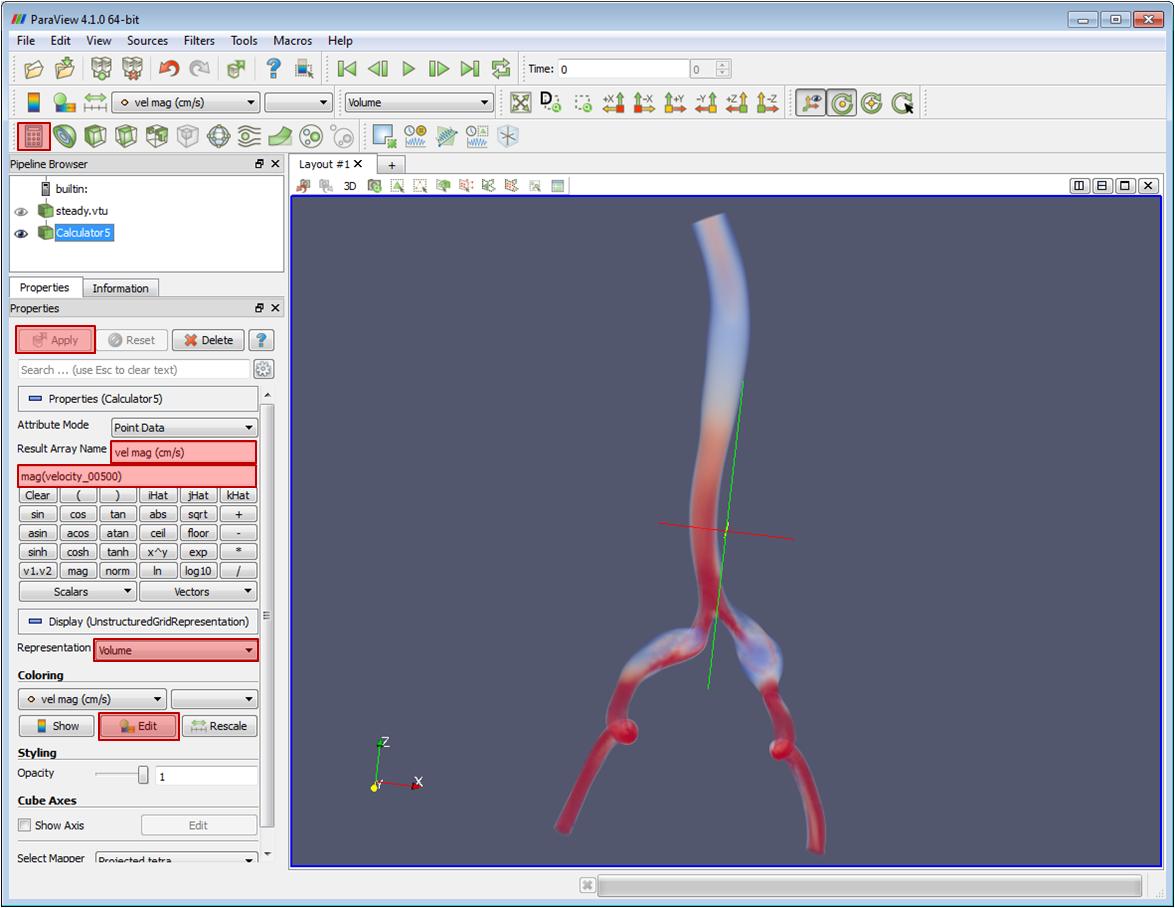 ParaView 4.1.0 64-bit
File Edit View Sources Filters Tools Macros Help
Time: 0 0
vel mag (cm/s) Volume
D +X -X +Y -Y +Z -Z
Pipeline Browser
builtin:
steady.vtu
Calculator5
Layout #1 +
3D
Properties Information
Properties
Apply Reset Delete ?
Search ... (use Esc to clear text)
Properties (Calculator5)
Attribute Mode Point Data
Result Array Name vel mag (cm/s)
mag(velocity_00500)
Clear ( ) iHat jHat kHat
sin cos tan abs sqrt +
asin acos atan ceil floor -
sinh cosh tanh x^y exp *
v1.v2 mag norm ln log10 /
Scalars Vectors
Display (UnstructuredGridRepresentation)
Representation Volume
Coloring
vel mag (cm/s)
Show Edit Rescale
Styling
Opacity 1
Cube Axes
Show Axis Edit
Select Mapper Projected tetra
Z
Y X